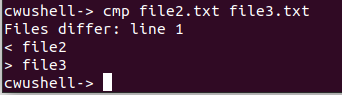 cwushell-> cmp file2.txt file3.txt
Files differ: line 1
< file2
> file3
cwushell->